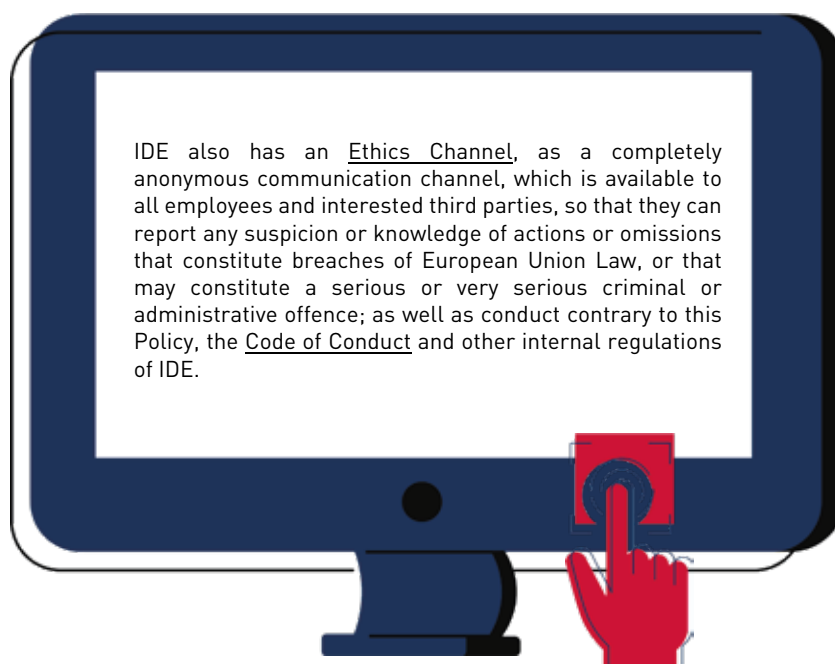 IDE also has an Ethics Channel, as a completely
anonymous communication channel, which is available to
all employees and interested third parties, so that they can
report any suspicion or knowledge of actions or omissions
that constitute breaches of European Union Law, or that
may constitute a serious or very serious criminal or
administrative offence; as well as conduct contrary to this
Policy, the Code of Conduct and other internal regulations
of IDE.